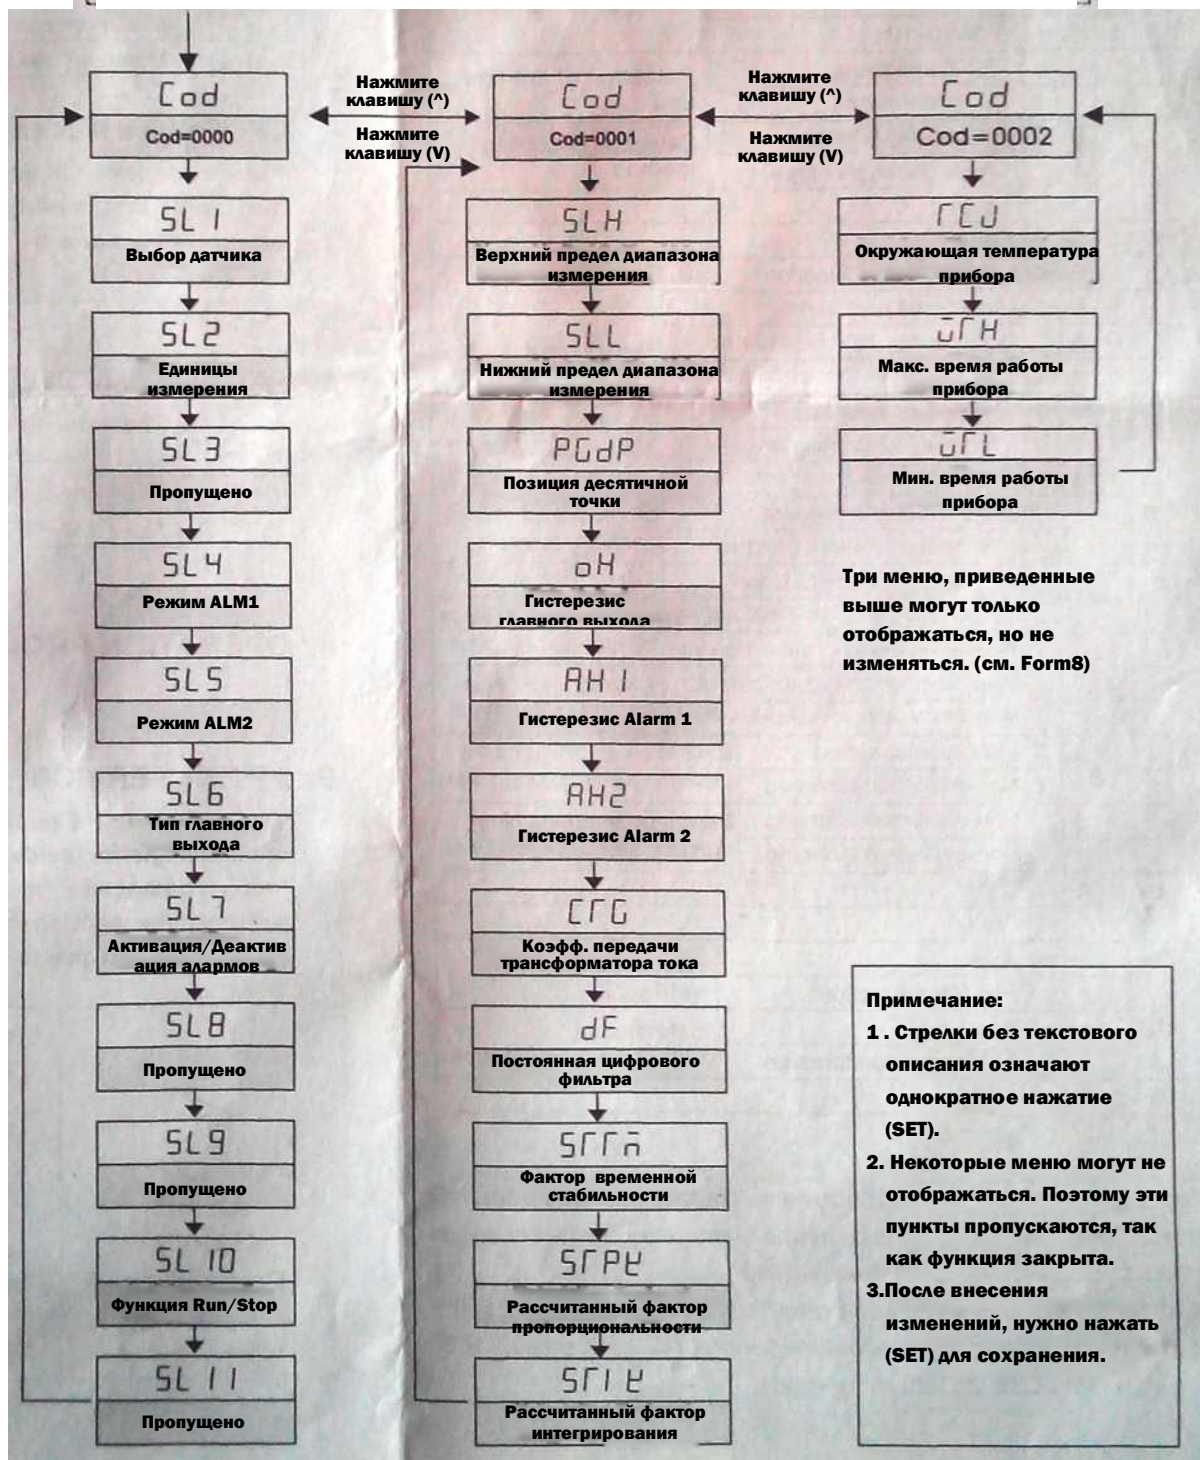 Cod
Cod=0000
SL1
Выбор датчика
SL2
Единицы
измерения
SL3
Пропущено
SL4
Режим ALM1
SL5
Режим ALM2
SL6
Тип главного
выхода
SL7
Активация/Деактив
ация алармов
SL8
Пропущено
SL9
Пропущено
SL10
Функция Run/Stop
SL11
Пропущено
Нажмите
клавишу (^)
Нажмите
клавишу (V)
Cod
Cod=0001
SLH
Верхний предел диапазона
измерения
SLL
Нижний предел диапазона
измерения
PGdP
Позиция десятичной
точки
oH
Гистерезис
главного выхода
AH1
Гистерезис Alarm 1
AH2
Гистерезис Alarm 2
CTG
Коэфф. передачи
трансформатора тока
dF
Постоянная цифрового
фильтра
Фактор временной
стабильности
Рассчитанный фактор
пропорциональности
Рассчитанный фактор
интегрирования
Нажмите
клавишу (^)
Нажмите
клавишу (V)
Cod
Cod=0002
TCJ
Окружающая температура
прибора
Макс. время работы
прибора
Мин. время работы
прибора
Три меню, приведенные
выше могут только
отображаться, но не
изменяться. (см. Form8)
Примечание:
1 . Стрелки без текстового
описания означают
однократное нажатие
(SET).
2. Некоторые меню могут не
отображаться. Поэтому эти
пункты пропускаются, так
как функция закрыта.
3.После внесения
изменений, нужно нажать
(SET) для сохранения.